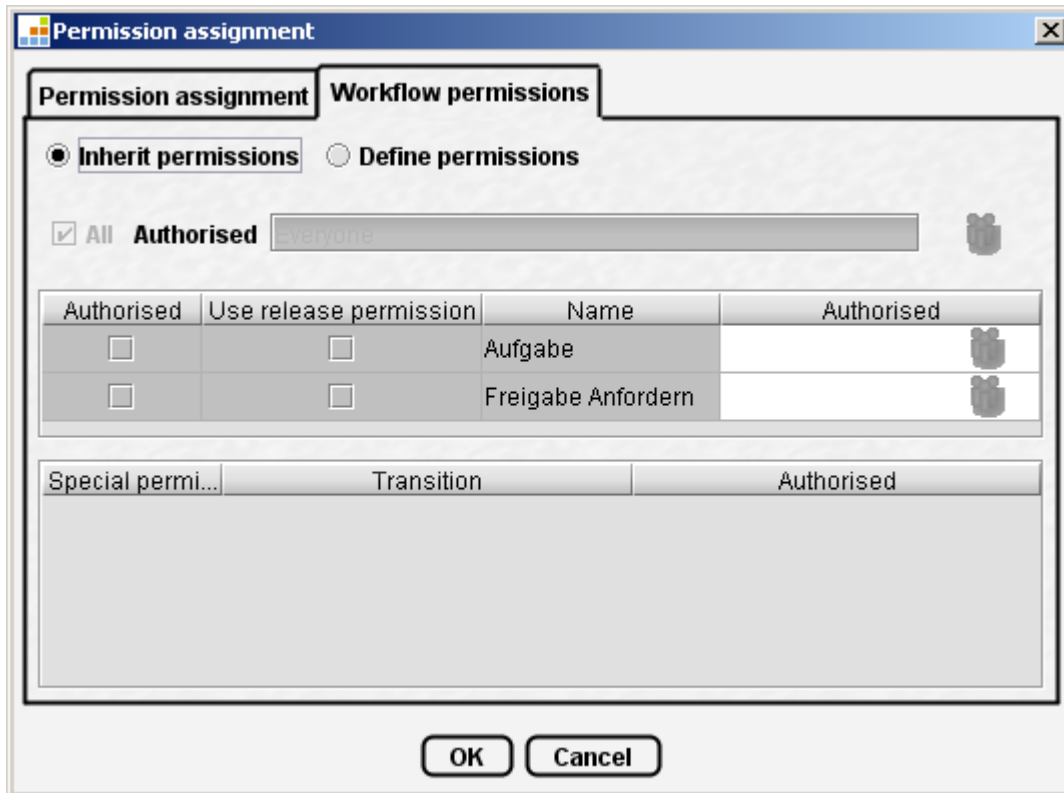 Permission assignment
Permission assignment Workflow permissions
Inherit permissions Define permissions
All Authorised Everyone
Authorised Use release permission Name Authorised
Aufgabe
Freigabe Anfordern
Special permi... Transition Authorised
OK Cancel